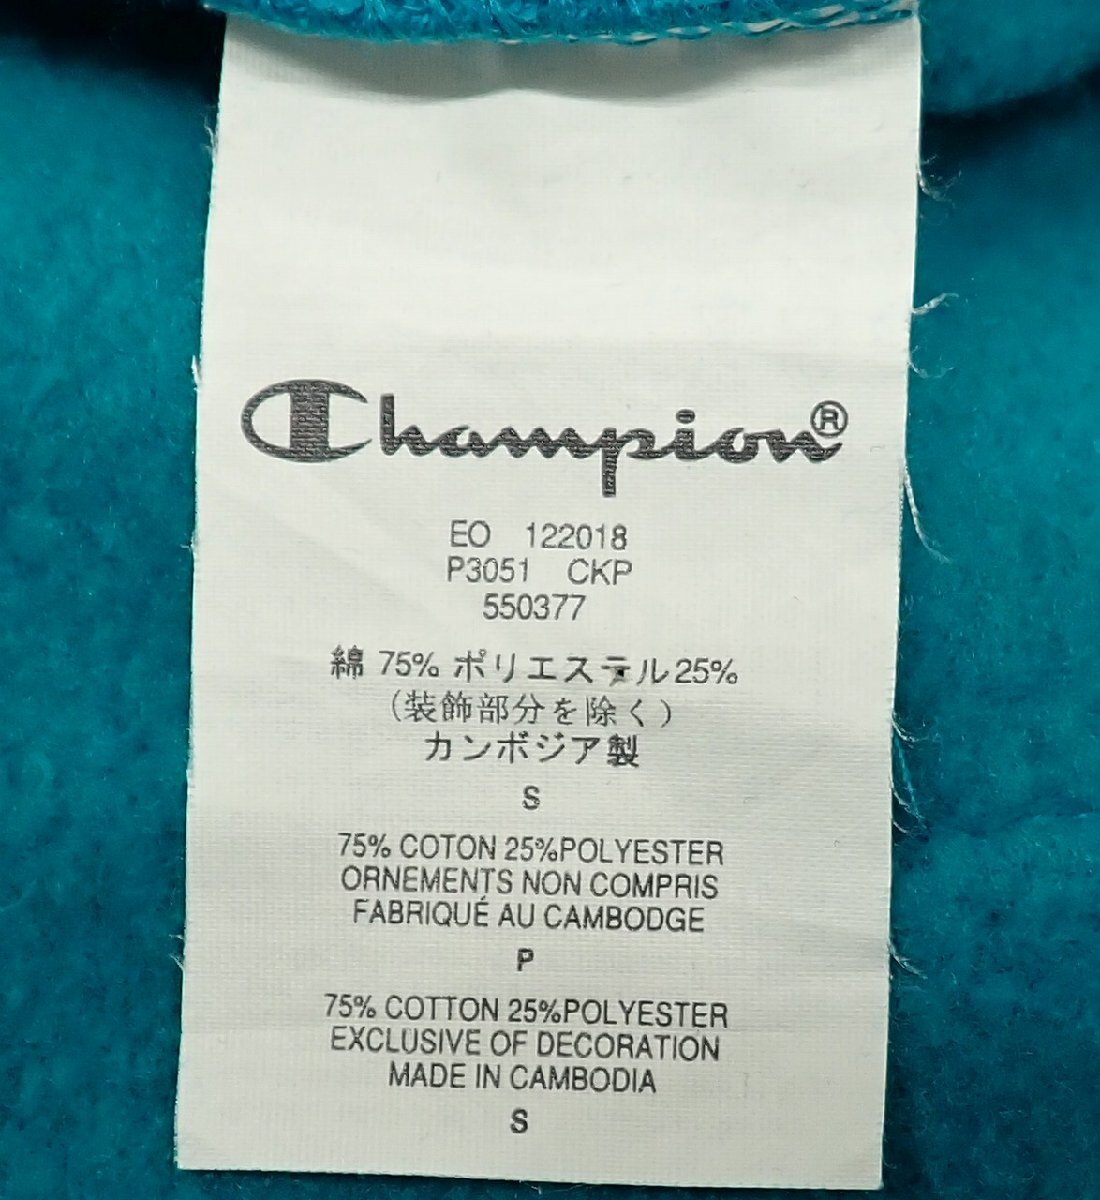 Champion®
EO 122018
P3051 CKP
550377
綿 75% ポリエステル 25%
(装飾部分を除く)
カンボジア製
S
75% COTON 25%POLYESTER
ORNEMENTS NON COMPRIS
FABRIQUÉ AU CAMBODGE
P
75% COTTON 25%POLYESTER
EXCLUSIVE OF DECORATION
MADE IN CAMBODIA
S